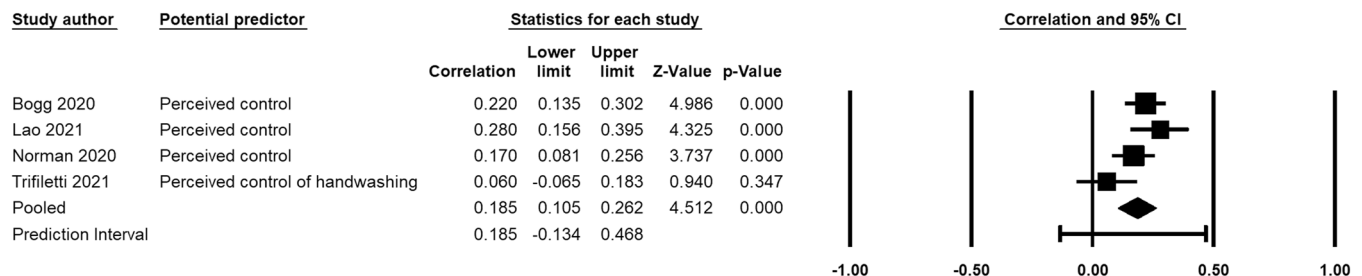 Study author Potential predictor Statistics for each study Correlation and 95% CI
Lower Upper
Correlation limit limit Z-Value p-Value
Bogg 2020 Perceived control 0.220 0.135 0.302 4.986 0.000
Lao 2021 Perceived control 0.280 0.156 0.395 4.325 0.000
Norman 2020 Perceived control 0.170 0.081 0.256 3.737 0.000
Trifiletti 2021 Perceived control of handwashing 0.060 -0.065 0.183 0.940 0.347
Pooled 0.185 0.105 0.262 4.512 0.000
Prediction Interval 0.185 -0.134 0.468
-1.00 -0.50 0.00 0.50 1.00